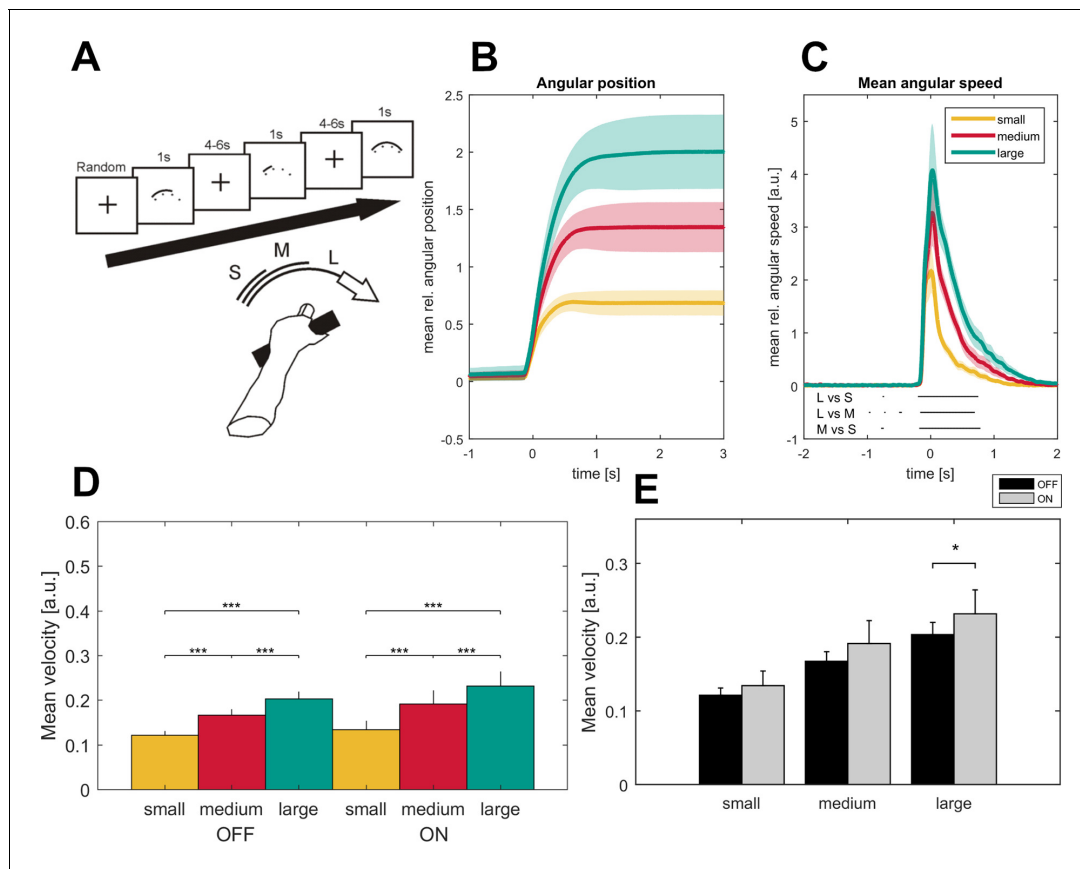 A
Random
1s
4-6s
1s
4-6s
1s
S
M
L
B
Angular position
mean rel. angular position
2.5
2
1.5
1
0.5
0
-0.5
-1 0 1 2 3
time [s]
C
Mean angular speed
mean rel. angular speed [a.u.]
5
4
3
2
1
0
-1
small
medium
large
L vs S
L vs M
M vs S
-2 -1 0 1 2
time [s]
D
Mean velocity [a.u.]
0.6
0.5
0.4
0.3
0.2
0.1
0
*** ***
*** *** *** ***
small medium large small medium large
OFF ON
E
OFF
ON
Mean velocity [a.u.]
0.3
0.2
0.1
0
*
small medium large